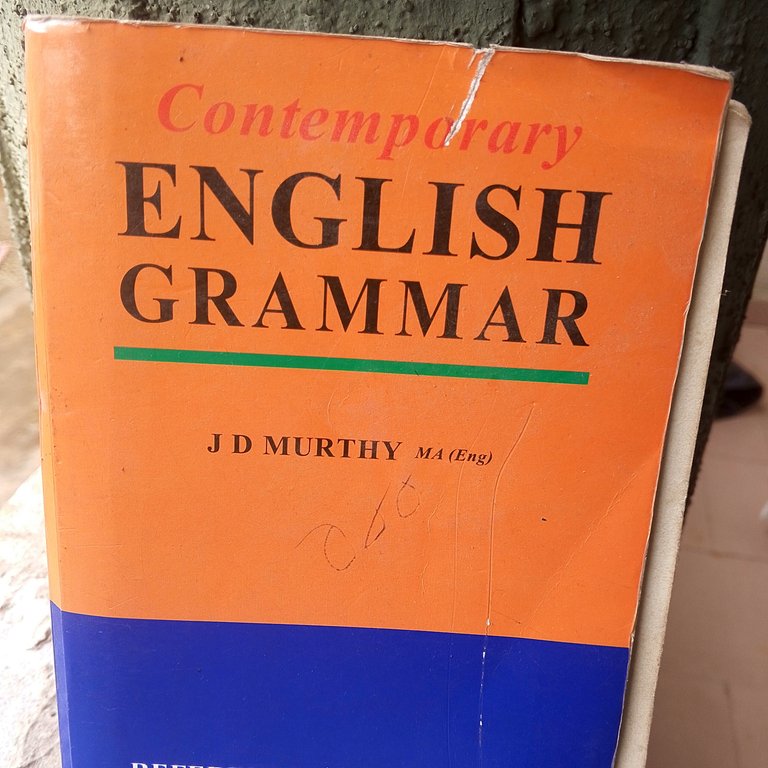 Contemporary
ENGLISH
GRAMMAR
J D MURTHY MA (Eng)